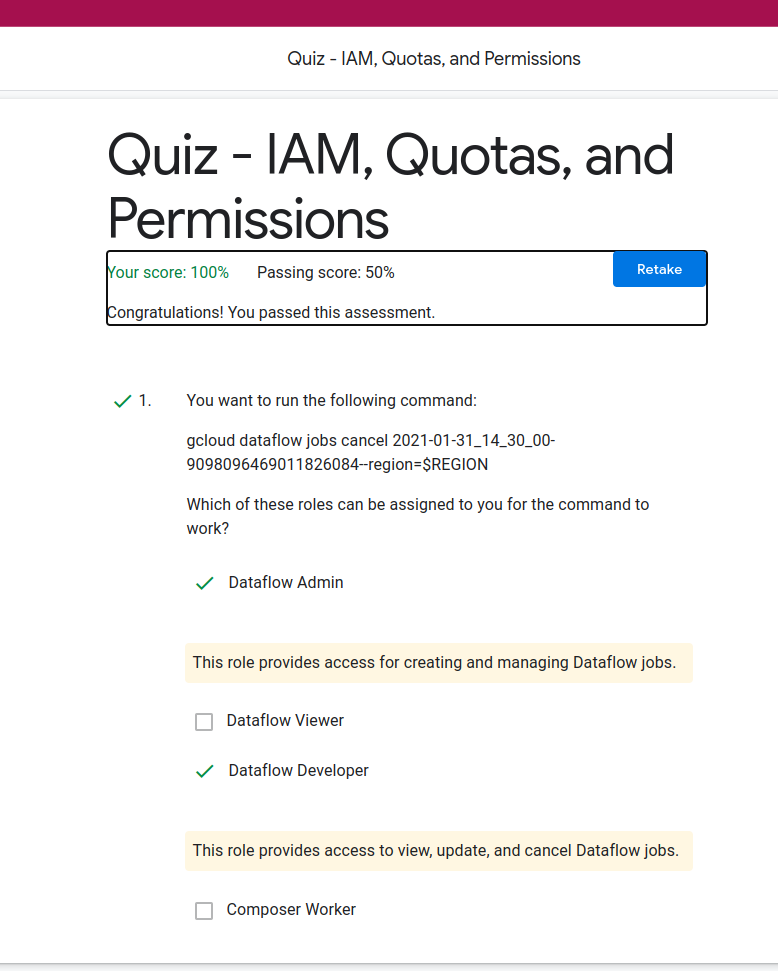 Quiz - IAM, Quotas, and Permissions
Quiz - IAM, Quotas, and
Permissions
Your score: 100% Passing score: 50% Retake
Congratulations! You passed this assessment.
1. You want to run the following command:
gcloud dataflow jobs cancel 2021-01-31_14_30_00-
9098096469011826084--region=$REGION
Which of these roles can be assigned to you for the command to
work?
Dataflow Admin
This role provides access for creating and managing Dataflow jobs.
Dataflow Viewer
Dataflow Developer
This role provides access to view, update, and cancel Dataflow jobs.
Composer Worker